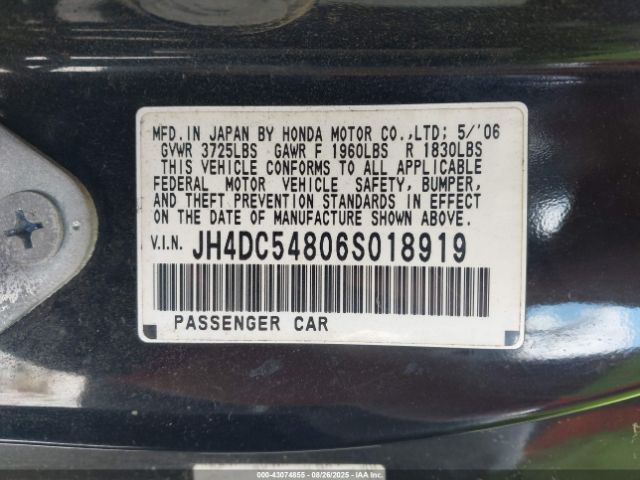 MFD. IN JAPAN BY HONDA MOTOR CO.,LTD; 5/'06
GVWR 3725LBS GAWR F 1960LBS R 1830LBS
THIS VEHICLE CONFORMS TO ALL APPLICABLE
FEDERAL MOTOR VEHICLE SAFETY, BUMPER,
AND THEFT PREVENTION STANDARDS IN EFFECT
ON THE DATE OF MANUFACTURE SHOWN ABOVE.
V.I.N. JH4DC54806S018919
PASSENGER CAR
000-43074855 | 08/26/2025 | IAAI.COM